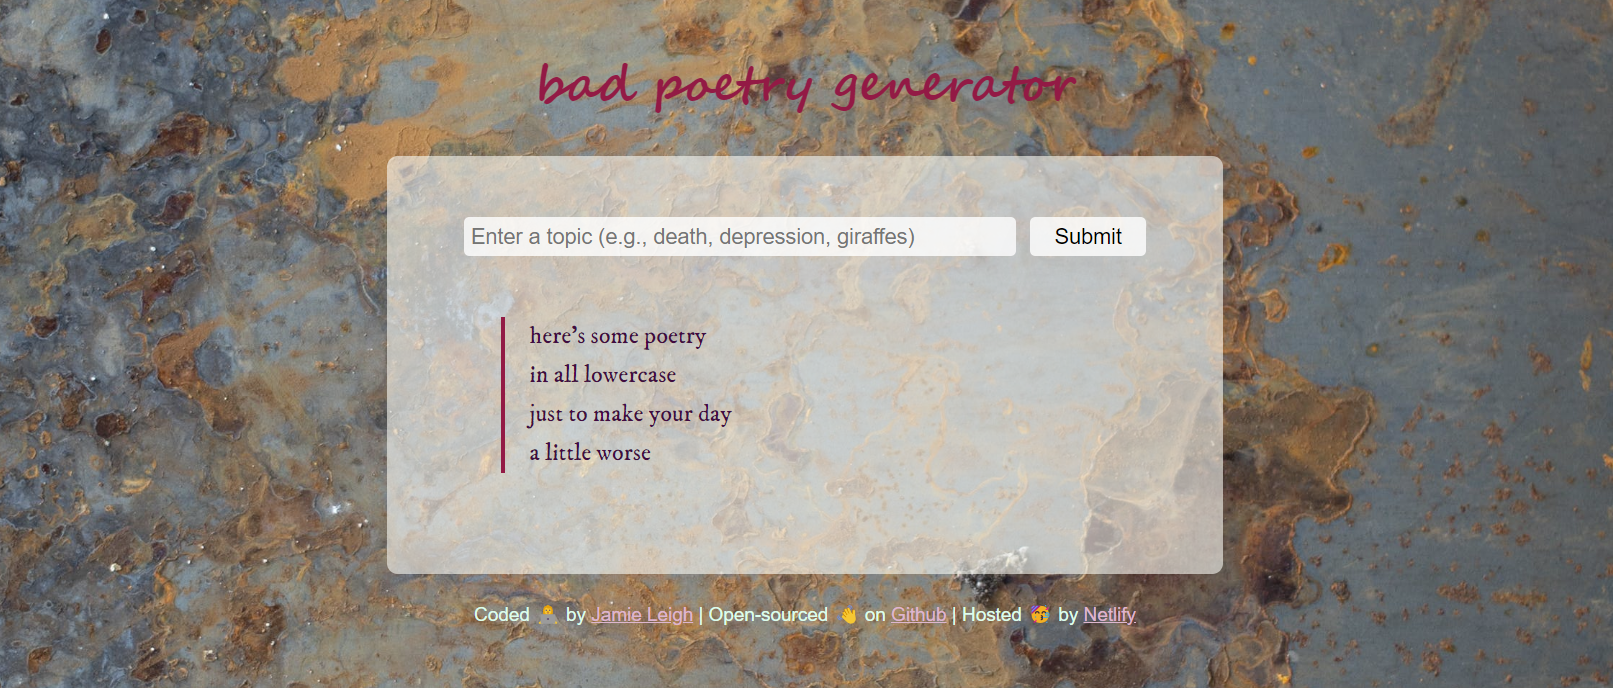 bad poetry generator
Enter a topic (e.g., death, depression, giraffes)
Submit
here's some poetry
in all lowercase
just to make your day
a little worse
Coded 👩‍💻 by Jamie Leigh | Open-sourced 👋 on Github | Hosted 🥳 by Netlify